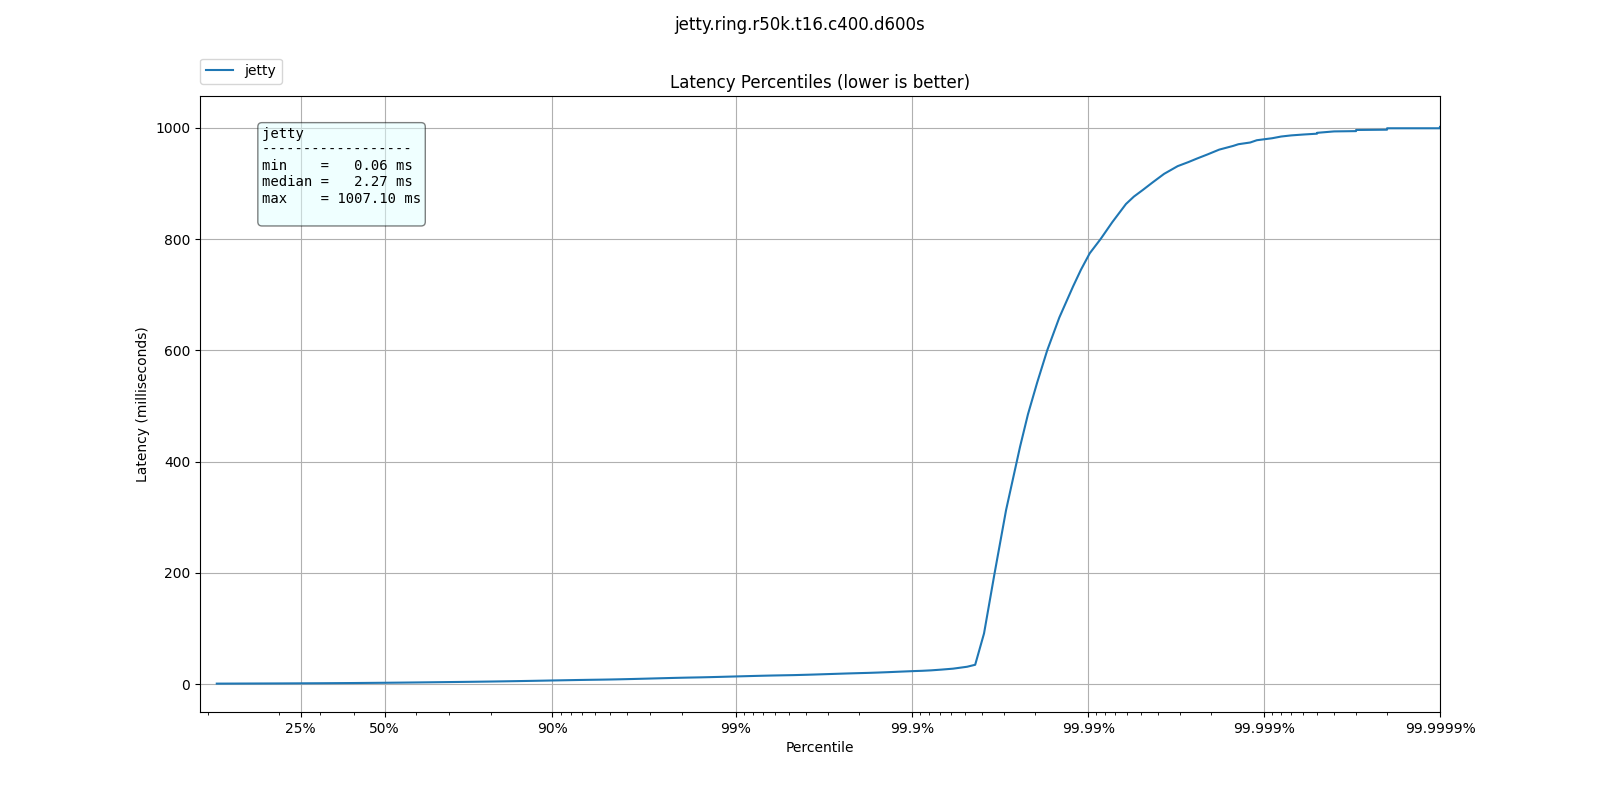 jetty.ring.r50k.t16.c400.d600s
jetty
Latency Percentiles (lower is better)
1000
800
600
400
200
0
Latency (milliseconds)
jetty
------------------
min    =   0.06 ms
median =   2.27 ms
max    = 1007.10 ms
25% 50% 90% 99% 99.9% 99.99% 99.999% 99.9999%
Percentile